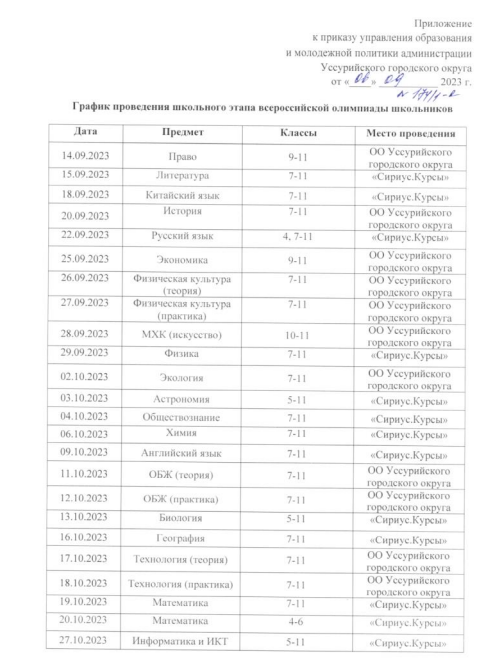 Приложение
к приказу управления образования
и молодежной политики администрации
Уссурийского городского округа
от «06» 09 2023 г.
N 171/1-а
График проведения школьного этапа всероссийской олимпиады школьников
Дата Предмет Классы Место проведения
14.09.2023 Право 9-11 ОО Уссурийского городского округа
15.09.2023 Литература 7-11 «Сириус.Курсы»
18.09.2023 Китайский язык 7-11 «Сириус.Курсы»
20.09.2023 История 7-11 ОО Уссурийского городского округа
22.09.2023 Русский язык 4, 7-11 «Сириус.Курсы»
25.09.2023 Экономика 9-11 ОО Уссурийского городского округа
26.09.2023 Физическая культура (теория) 7-11 ОО Уссурийского городского округа
27.09.2023 Физическая культура (практика) 7-11 ОО Уссурийского городского округа
28.09.2023 МХК (искусство) 10-11 ОО Уссурийского городского округа
29.09.2023 Физика 7-11 «Сириус.Курсы»
02.10.2023 Экология 7-11 ОО Уссурийского городского округа
03.10.2023 Астрономия 5-11 «Сириус.Курсы»
04.10.2023 Обществознание 7-11 «Сириус.Курсы»
06.10.2023 Химия 7-11 «Сириус.Курсы»
09.10.2023 Английский язык 7-11 «Сириус.Курсы»
11.10.2023 ОБЖ (теория) 7-11 ОО Уссурийского городского округа
12.10.2023 ОБЖ (практика) 7-11 ОО Уссурийского городского округа
13.10.2023 Биология 5-11 «Сириус.Курсы»
16.10.2023 География 7-11 «Сириус.Курсы»
17.10.2023 Технология (теория) 7-11 ОО Уссурийского городского округа
18.10.2023 Технология (практика) 7-11 ОО Уссурийского городского округа
19.10.2023 Математика 7-11 «Сириус.Курсы»
20.10.2023 Математика 4-6 «Сириус.Курсы»
27.10.2023 Информатика и ИКТ 5-11 «Сириус.Курсы»